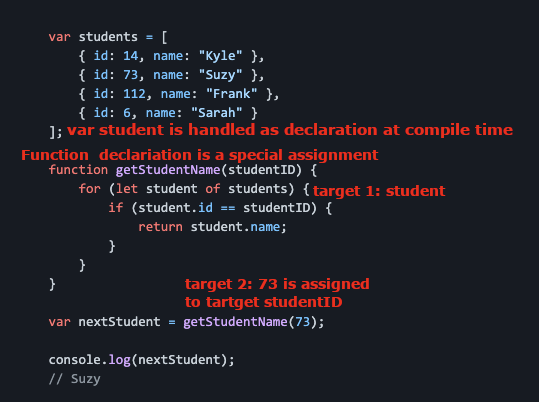 var students = [
{ id: 14, name: "Kyle" },
{ id: 73, name: "Suzy" },
{ id: 112, name: "Frank" },
{ id: 6, name: "Sarah" }
]; var student is handled as declaration at compile time
Function declariation is a special assignment
function getStudentName(studentID) {
for (let student of students) { target 1: student
if (student.id == studentID) {
return student.name;
}
}
}
target 2: 73 is assigned
to tartget studentID
var nextStudent = getStudentName(73);
console.log(nextStudent);
// Suzy